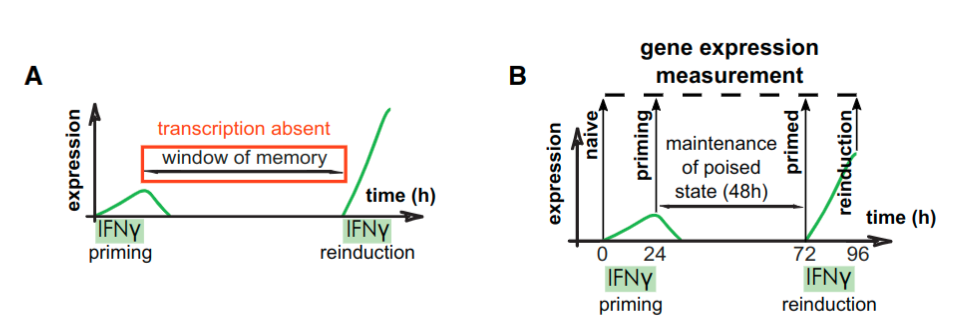 A
expression
transcription absent
window of memory
time (h)
IFNγ
priming
IFNγ
reinduction
B
gene expression
measurement
expression
naive
priming
maintenance
of poised
state (48h)
primed
reinduction
time (h)
0
24
72
96
IFNγ
priming
IFNγ
reinduction